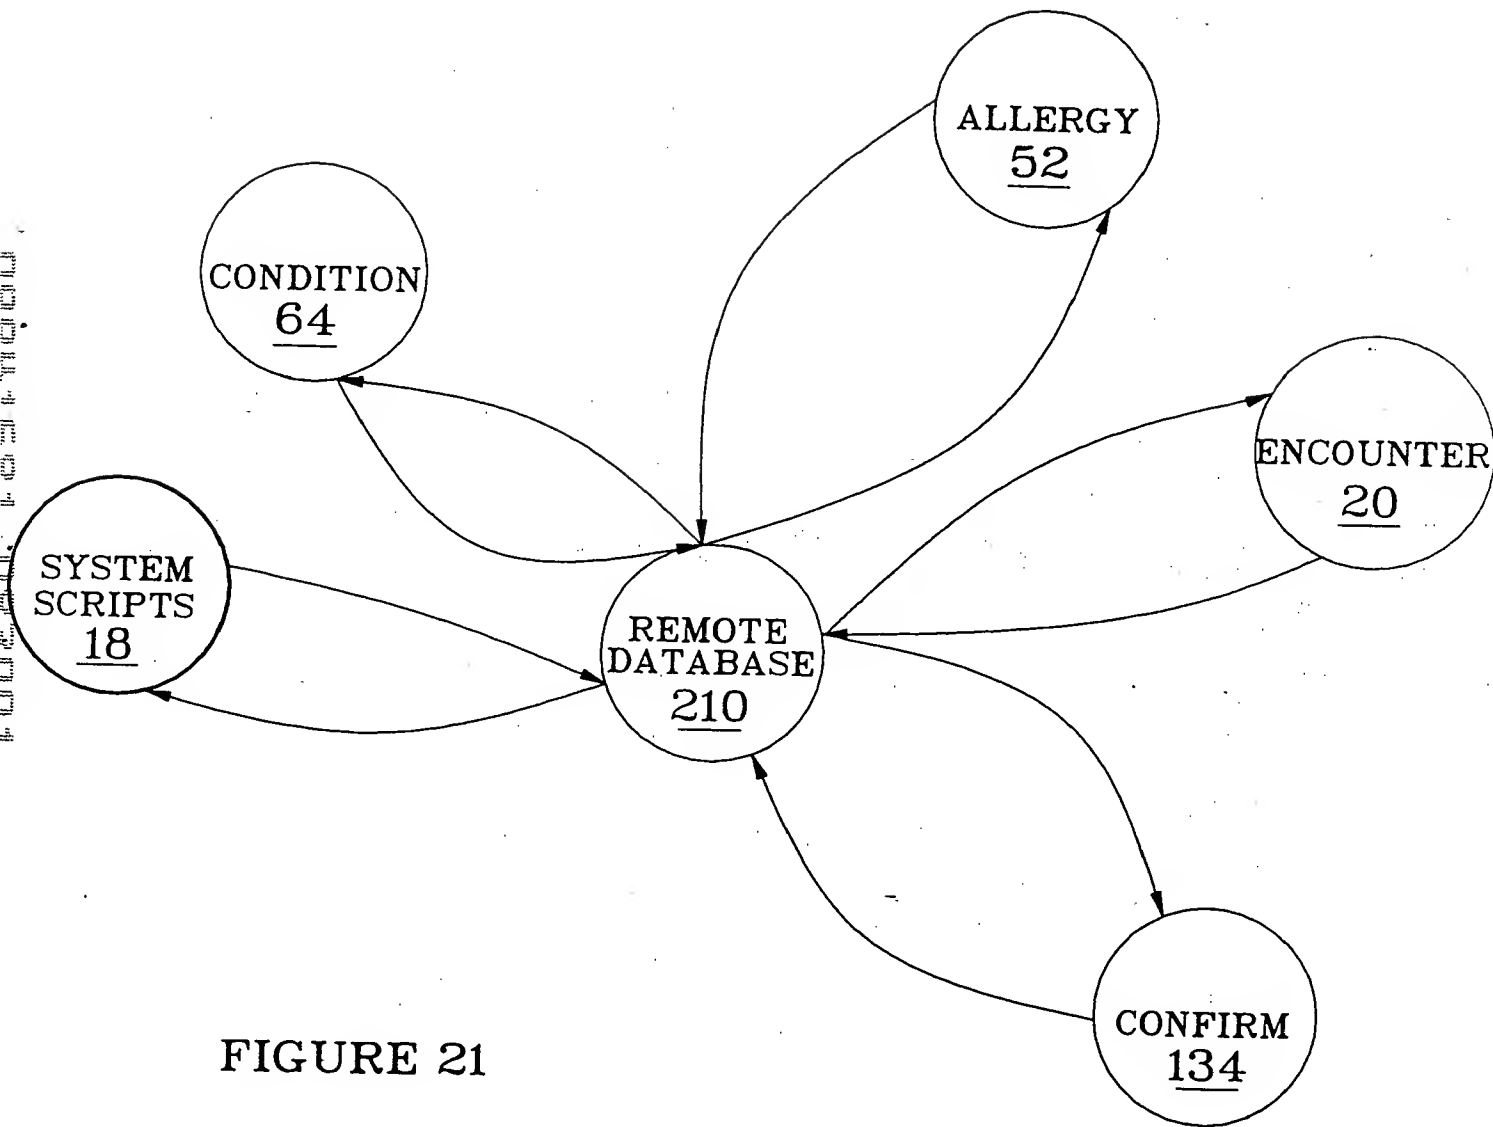 ALLERGY
52
CONDITION
64
ENCOUNTER
20
SYSTEM
SCRIPTS
18
REMOTE
DATABASE
210
CONFIRM
134
FIGURE 21